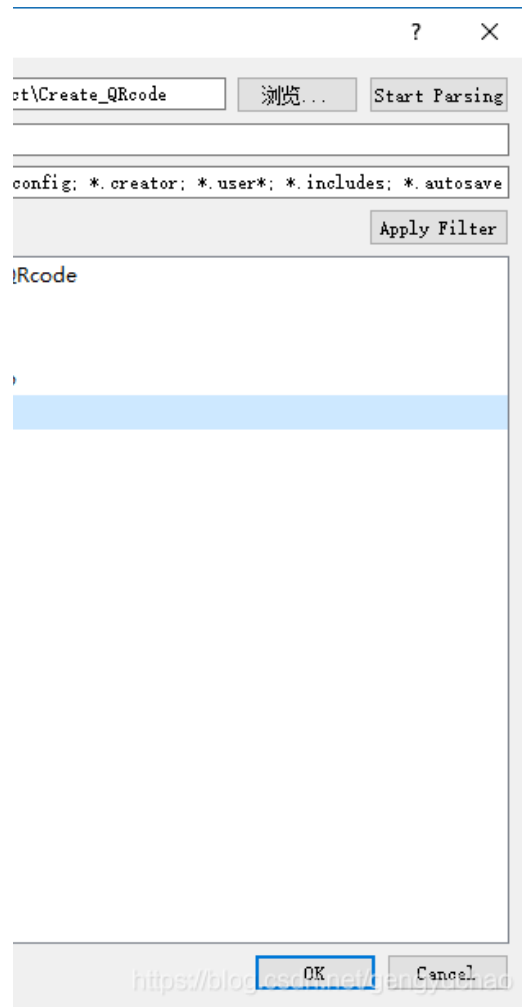 ?
ct\Create_QRcode 浏览... Start Parsing
config; *.creator; *.user*; *.includes; *.autosave
Apply Filter
QRcode
OK Cancel
https://blog.csdn.net/gengyuchao